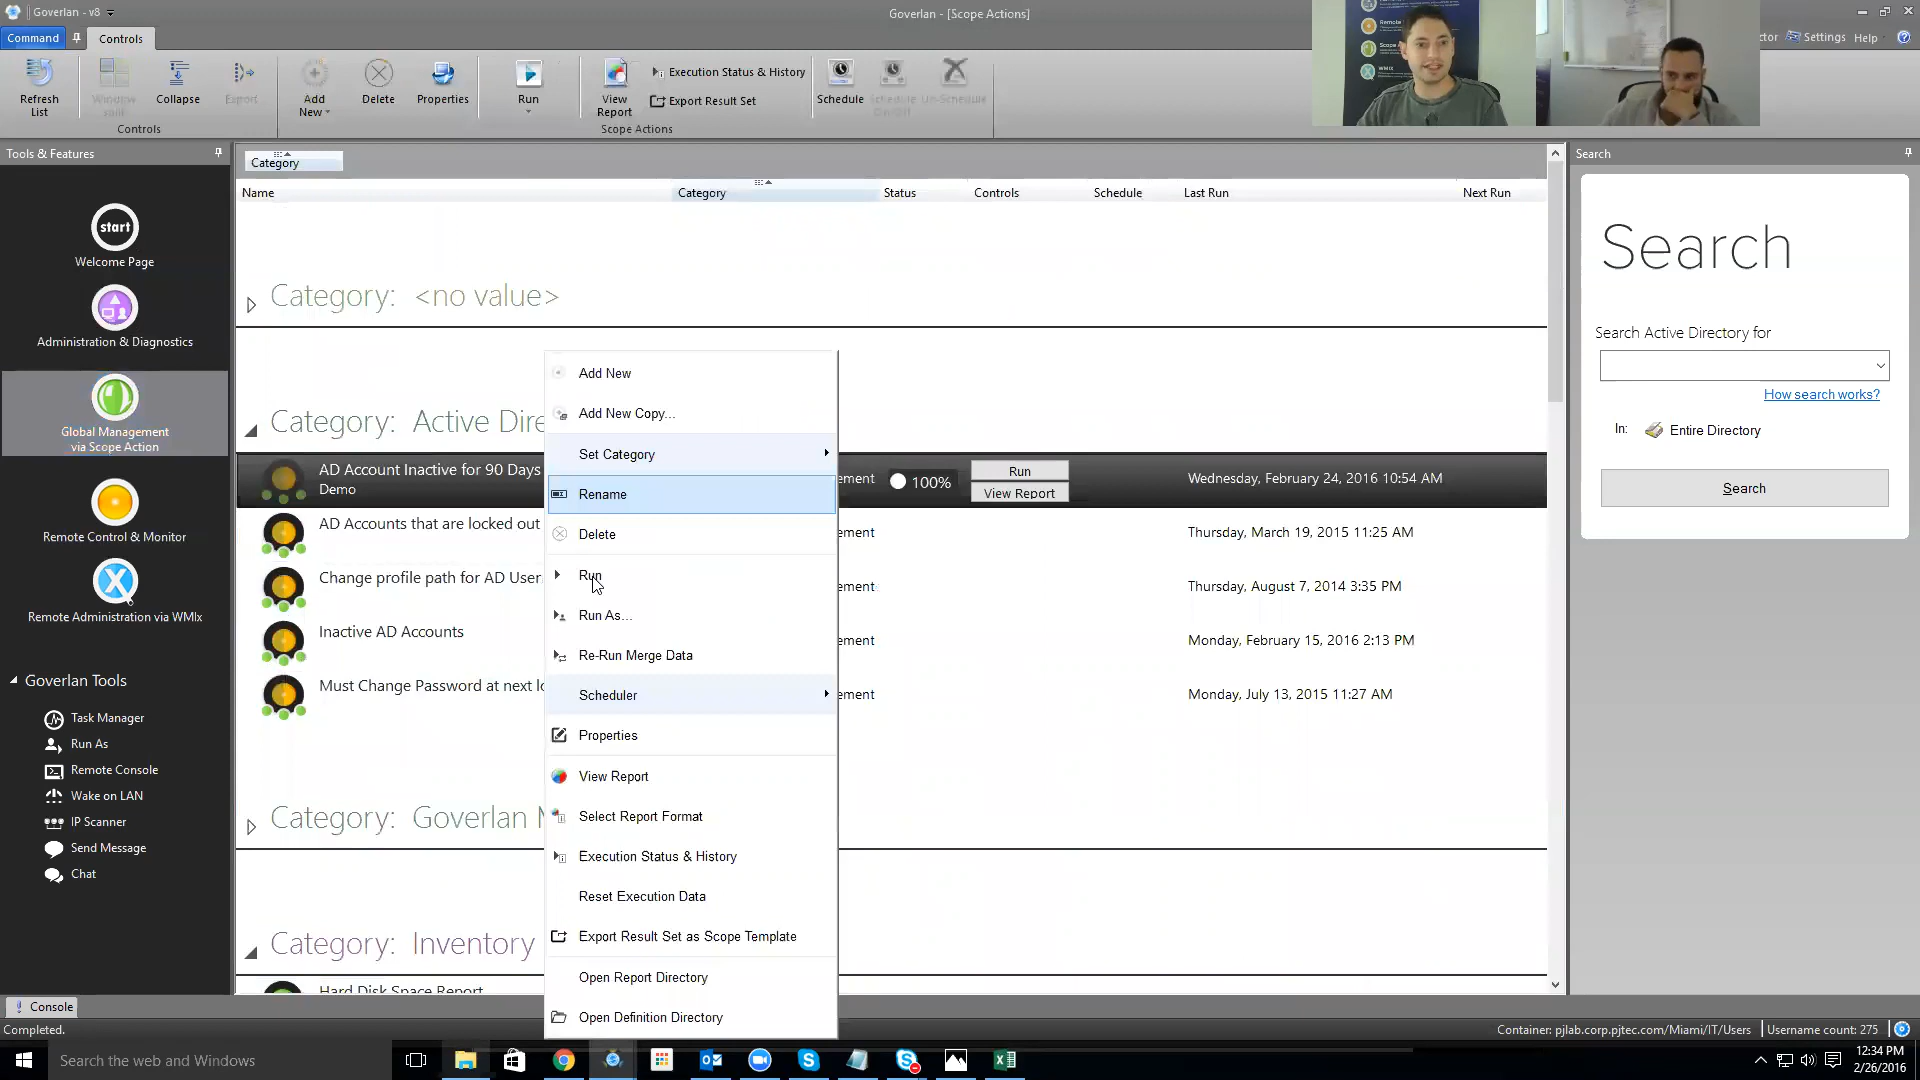 Goverlan - v8
Goverlan - [Scope Actions]
Command
Controls
Settings
Help
Refresh
List
Window
Split
Collapse
Export
Controls
Add
New
Delete
Properties
Run
View
Report
Execution Status & History
Export Result Set
Scope Actions
Schedule
Schedule
On/Off
Un-Schedule
Tools & Features
start
Welcome Page
Administration & Diagnostics
Global Management
via Scope Action
Remote Control & Monitor
Remote Administration via WMIx
Goverlan Tools
Task Manager
Run As
Remote Console
Wake on LAN
IP Scanner
Send Message
Chat
Category
Name
Category
Status
Controls
Schedule
Last Run
Next Run
Category: <no value>
Category: Active Dire
AD Account Inactive for 90 Days
Demo
ement
100%
Run
View Report
Wednesday, February 24, 2016 10:54 AM
AD Accounts that are locked out
ement
Thursday, March 19, 2015 11:25 AM
Change profile path for AD User
ement
Thursday, August 7, 2014 3:35 PM
Inactive AD Accounts
ement
Monday, February 15, 2016 2:13 PM
Must Change Password at next lo
ement
Monday, July 13, 2015 11:27 AM
Category: Goverlan M
Category: Inventory
Hard Disk Space Report
Add New
Add New Copy...
Set Category
Rename
Delete
Run
Run As...
Re-Run Merge Data
Scheduler
Properties
View Report
Select Report Format
Execution Status & History
Reset Execution Data
Export Result Set as Scope Template
Open Report Directory
Open Definition Directory
Search
Search
Search Active Directory for
How search works?
In:
Entire Directory
Search
Console
Completed.
Container: pjlab.corp.pjtec.com/Miami/IT/Users
Username count: 275
Search the web and Windows
12:34 PM
2/26/2016